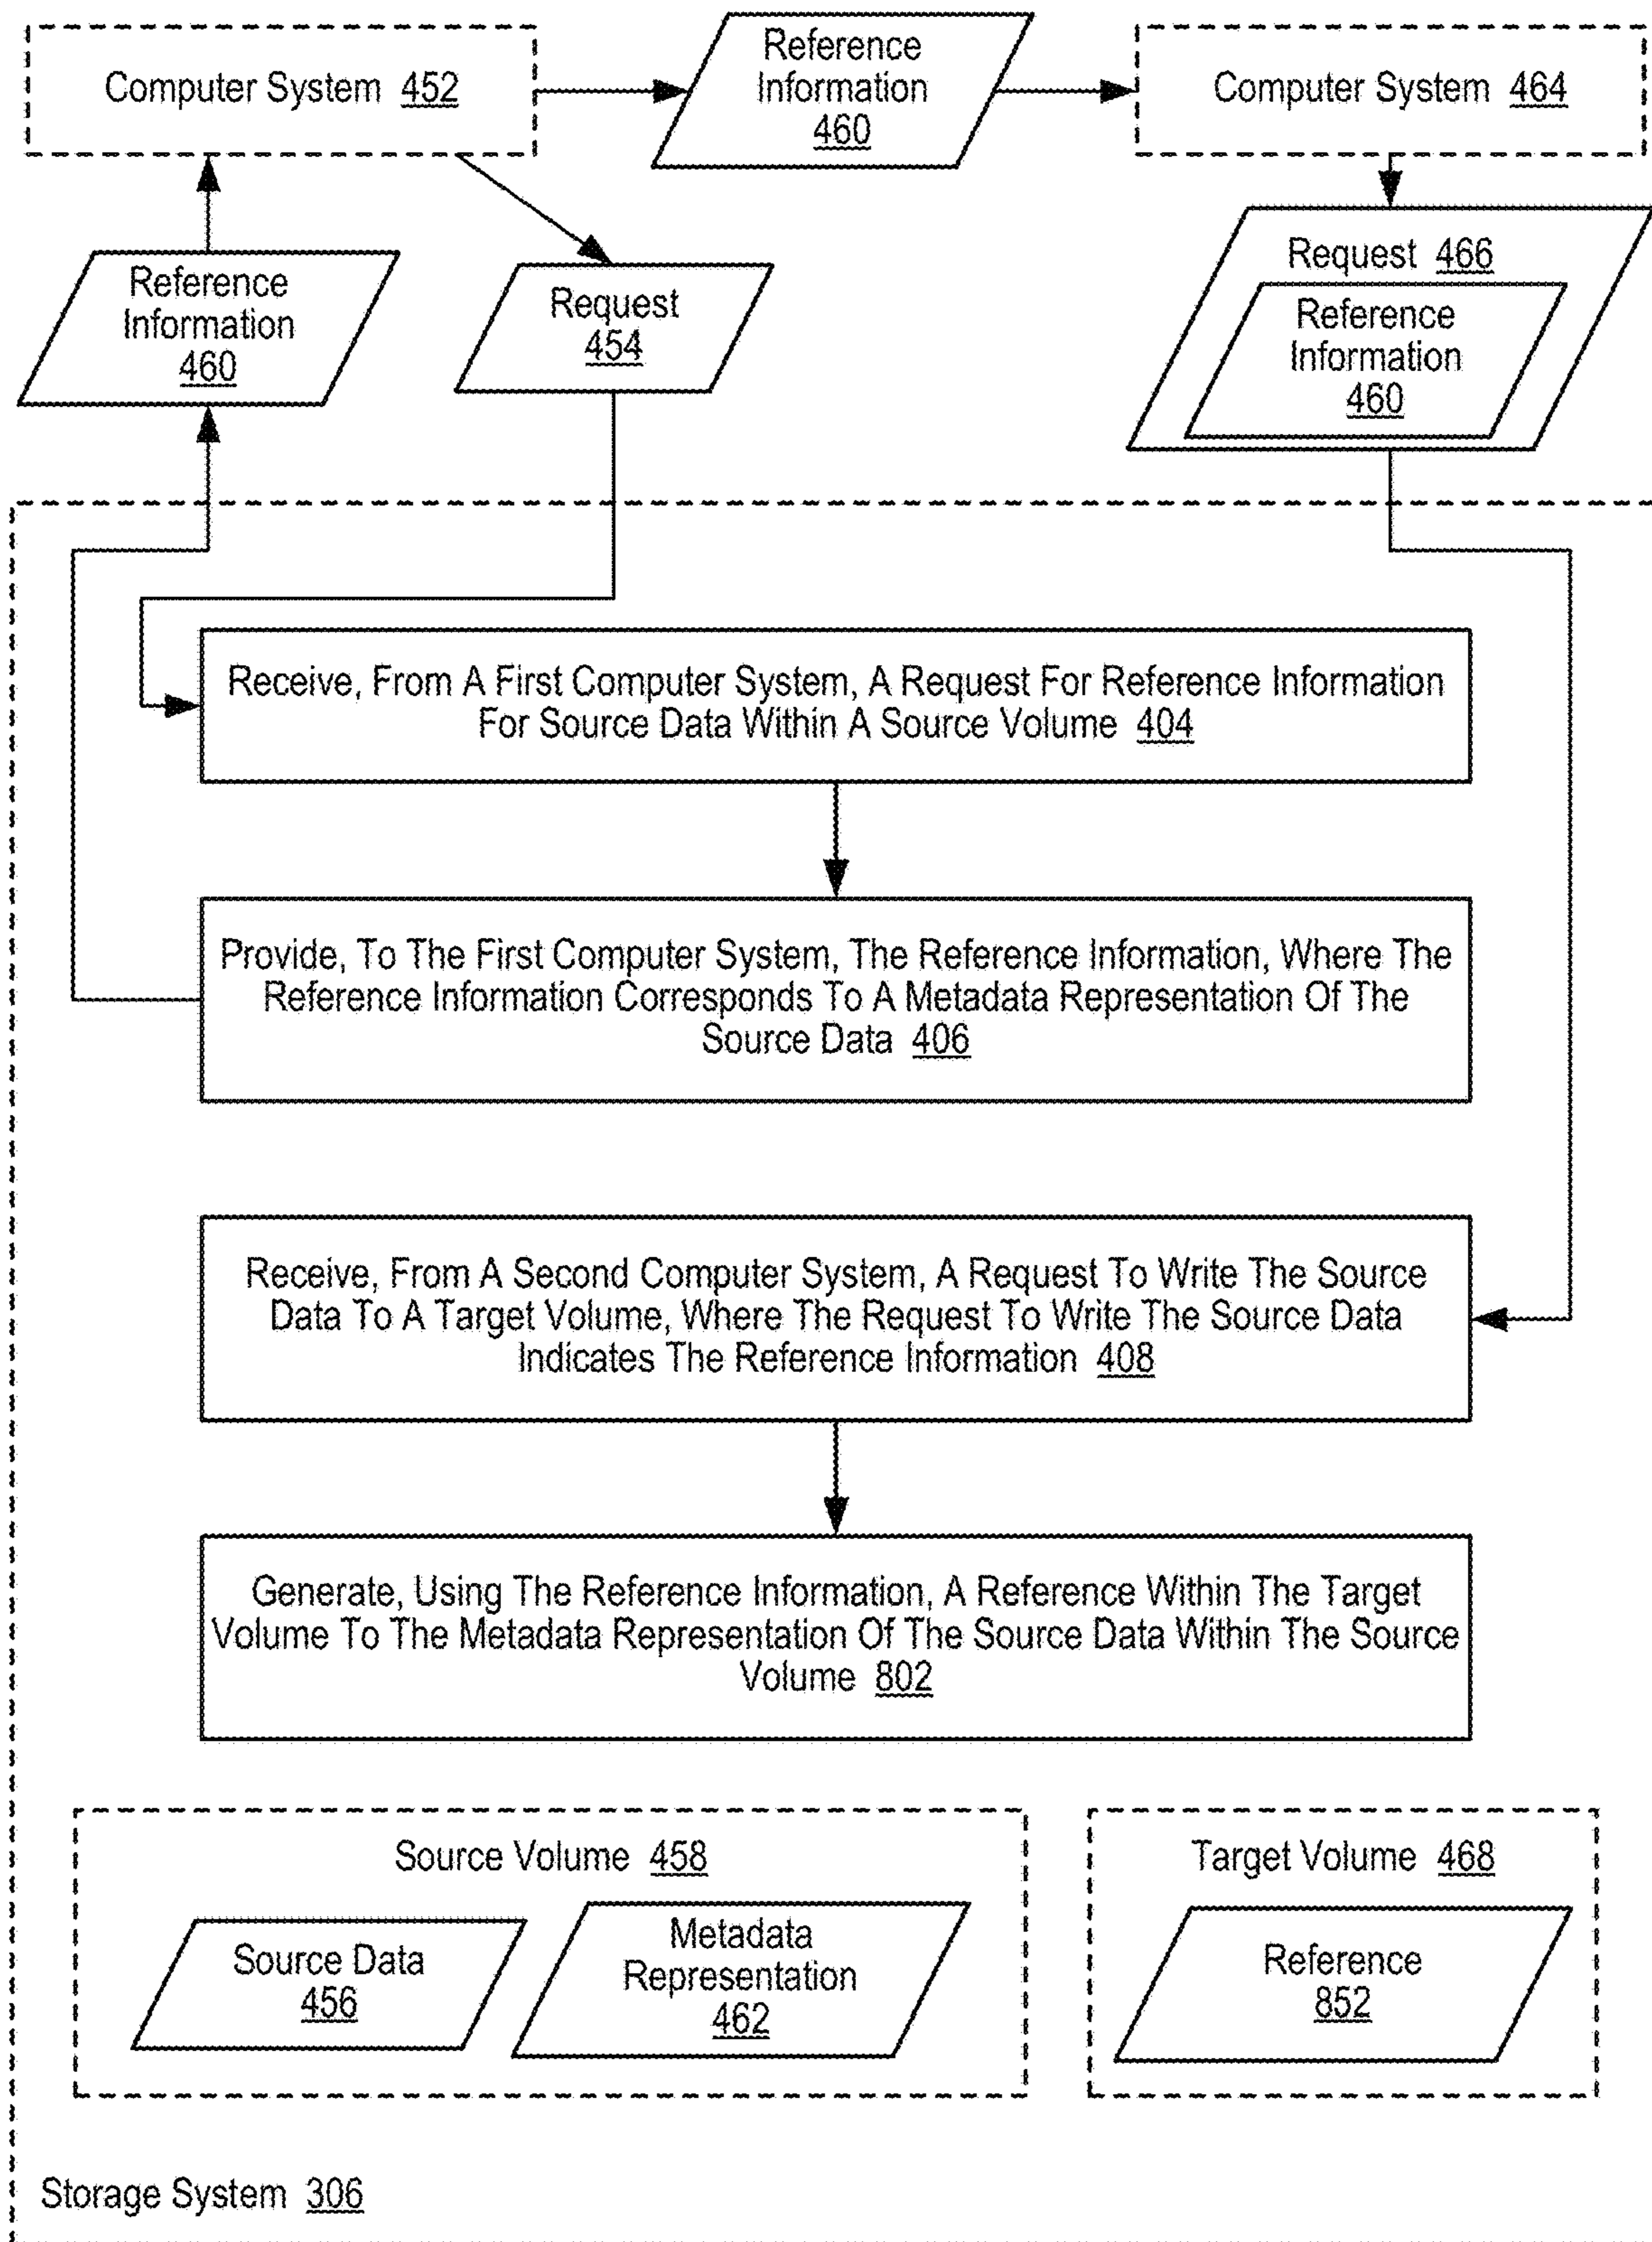 Computer System 452
Reference
Information
460
Computer System 464
Reference
Information
460
Request
454
Request 466
Reference
Information
460
Receive, From A First Computer System, A Request For Reference Information
For Source Data Within A Source Volume 404
Provide, To The First Computer System, The Reference Information, Where The
Reference Information Corresponds To A Metadata Representation Of The
Source Data 406
Receive, From A Second Computer System, A Request To Write The Source
Data To A Target Volume, Where The Request To Write The Source Data
Indicates The Reference Information 408
Generate, Using The Reference Information, A Reference Within The Target
Volume To The Metadata Representation Of The Source Data Within The Source
Volume 802
Source Volume 458
Source Data
456
Metadata
Representation
462
Target Volume 468
Reference
852
Storage System 306